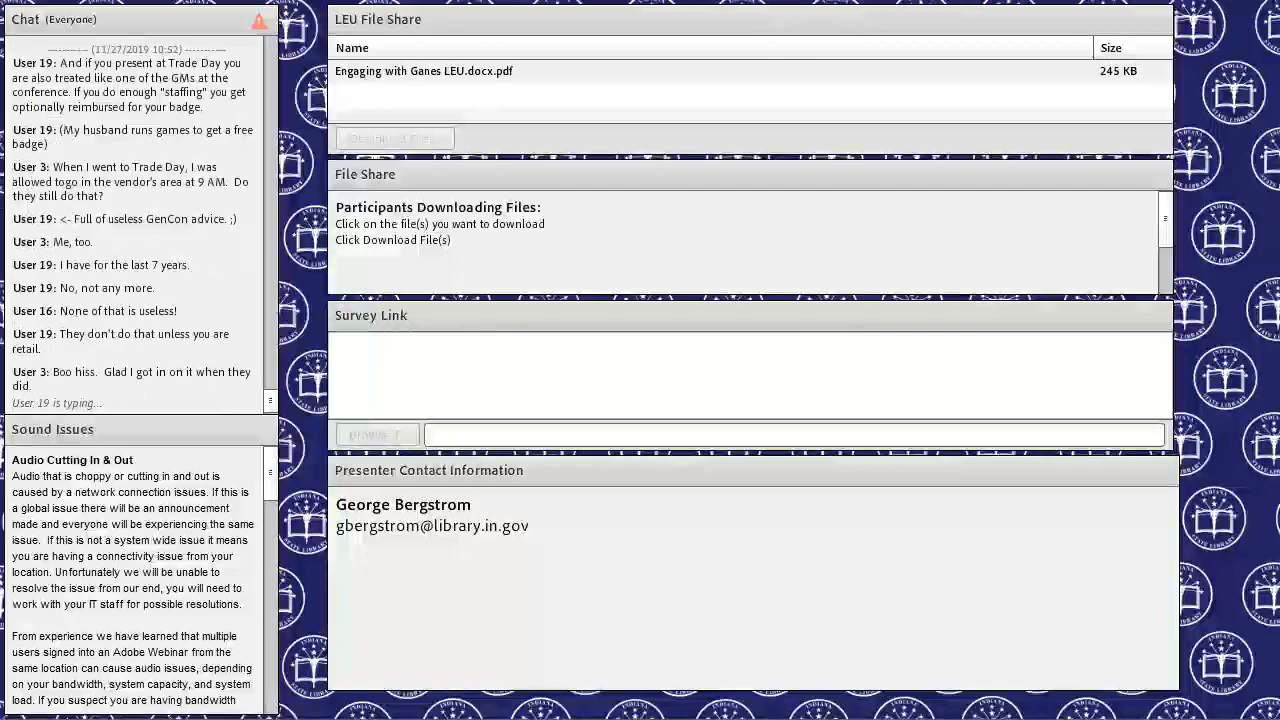 Chat (Everyone)
---------- (11/27/2019 10:52) ----------
User 19: And if you present at Trade Day you
are also treated like one of the GMs at the
conference. If you do enough "staffing" you get
optionally reimbursed for your badge.
User 19: (My husband runs games to get a free
badge)
User 3: When I went to Trade Day, I was
allowed togo in the vendor's area at 9 AM. Do
they still do that?
User 19: <- Full of useless GenCon advice. ;)
User 3: Me, too.
User 19: I have for the last 7 years.
User 19: No, not any more.
User 16: None of that is useless!
User 19: They don't do that unless you are
retail.
User 3: Boo hiss. Glad I got in on it when they
did.
User 19 is typing...
Sound Issues
Audio Cutting In & Out
Audio that is choppy or cutting in and out is
caused by a network connection issues. If this is
a global issue there will be an announcement
made and everyone will be experiencing the same
issue. If this is not a system wide issue it means
you are having a connectivity issue from your
location. Unfortunately we will be unable to
resolve the issue from our end, you will need to
work with your IT staff for possible resolutions.
From experience we have learned that multiple
users signed into an Adobe Webinar from the
same location can cause audio issues, depending
on your bandwidth, system capacity, and system
load. If you suspect you are having bandwidth
LEU File Share
Name Size
Engaging with Ganes LEU.docx.pdf 245 KB
File Share
Participants Downloading Files:
Click on the file(s) you want to download
Click Download File(s)
Survey Link
Presenter Contact Information
George Bergstrom
gbergstrom@library.in.gov
INDIANA
STATE LIBRARY